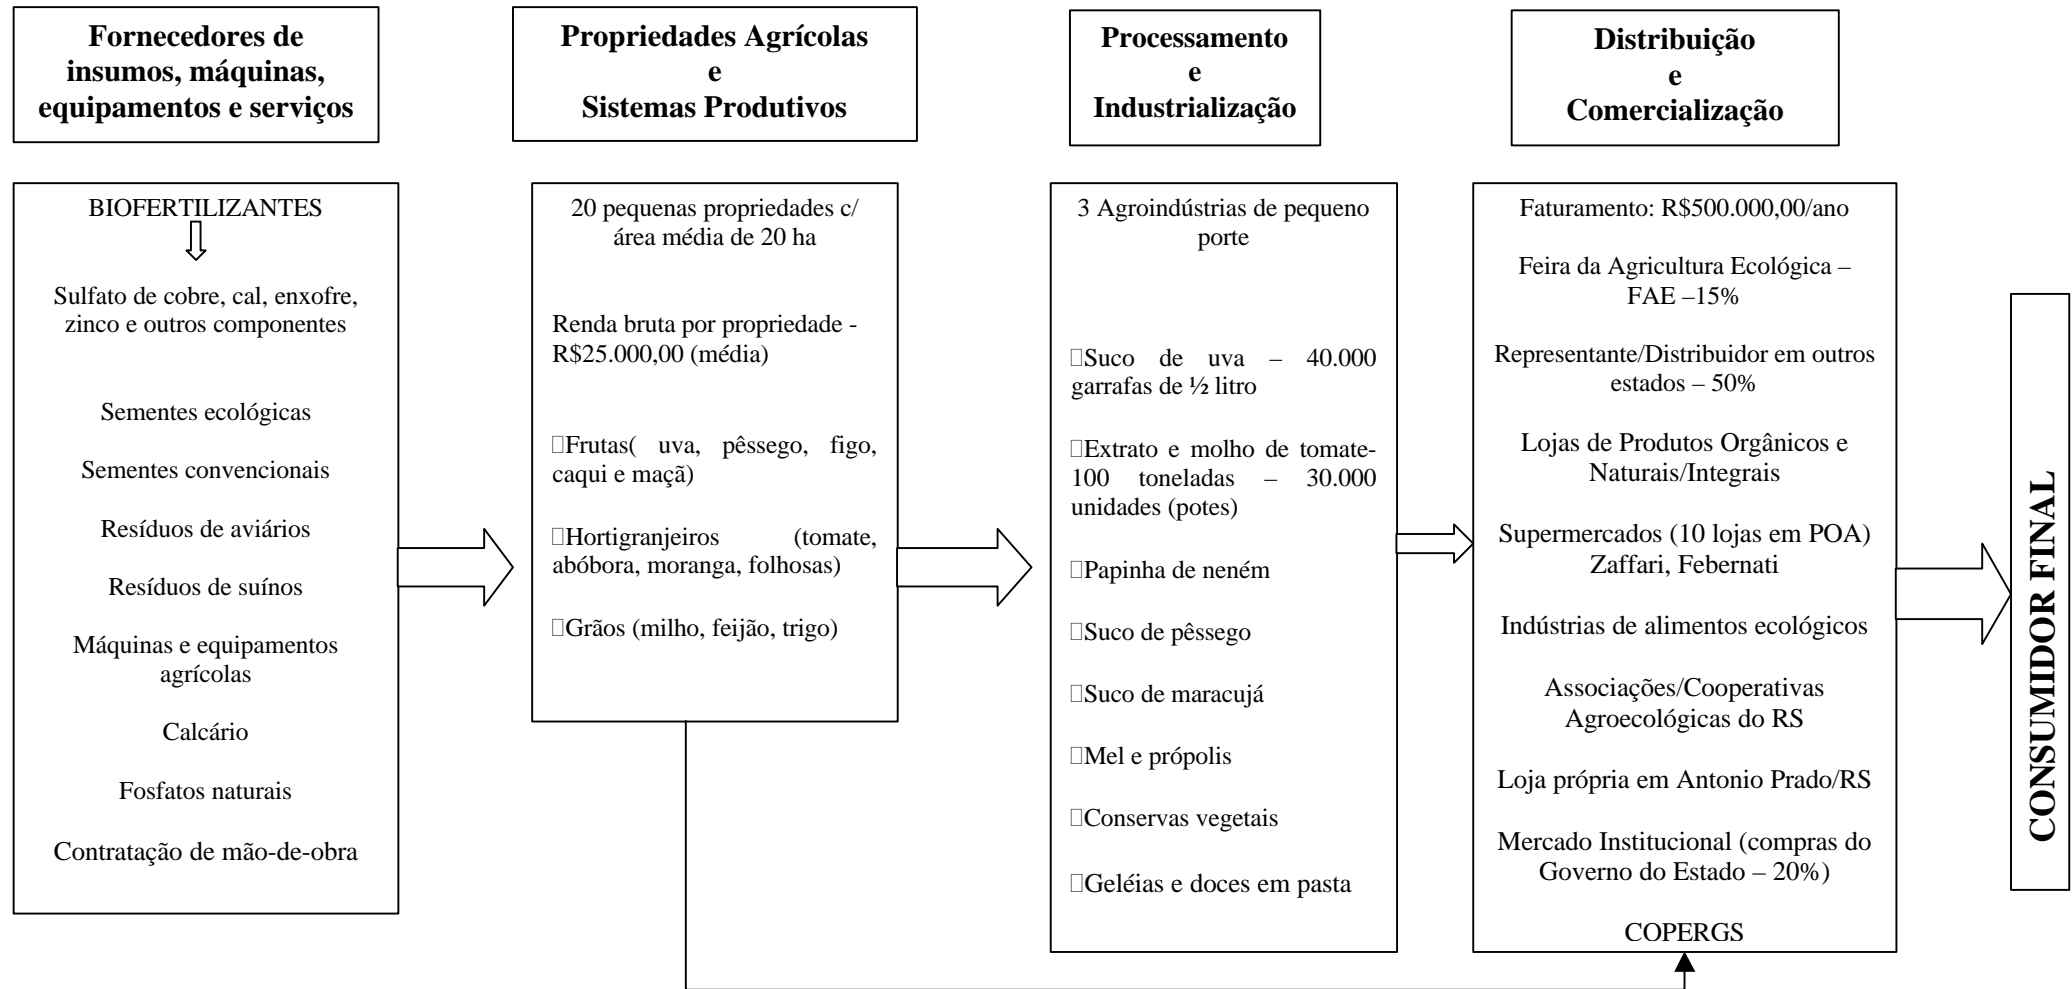 Fornecedores de
insumos, máquinas,
equipamentos e serviços
Propriedades Agrícolas
e
Sistemas Produtivos
Processamento
e
Industrialização
Distribuição
e
Comercialização
BIOFERTILIZANTES
Sulfato de cobre, cal, enxofre,
zinco e outros componentes
Sementes ecológicas
Sementes convencionais
Resíduos de aviários
Resíduos de suínos
Máquinas e equipamentos
agrícolas
Calcário
Fosfatos naturais
Contratação de mão-de-obra
20 pequenas propriedades c/
área média de 20 ha
Renda bruta por propriedade -
R$25.000,00 (média)
Frutas( uva, pêssego, figo,
caqui e maçã)
Hortigranjeiros (tomate,
abóbora, moranga, folhosas)
Grãos (milho, feijão, trigo)
3 Agroindústrias de pequeno
porte
Suco de uva – 40.000
garrafas de ½ litro
Extrato e molho de tomate-
100 toneladas – 30.000
unidades (potes)
Papinha de neném
Suco de pêssego
Suco de maracujá
Mel e própolis
Conservas vegetais
Geléias e doces em pasta
Faturamento: R$500.000,00/ano
Feira da Agricultura Ecológica –
FAE –15%
Representante/Distribuidor em outros
estados – 50%
Lojas de Produtos Orgânicos e
Naturais/Integrais
Supermercados (10 lojas em POA)
Zaffari, Febernati
Indústrias de alimentos ecológicos
Associações/Cooperativas
Agroecológicas do RS
Loja própria em Antonio Prado/RS
Mercado Institucional (compras do
Governo do Estado – 20%)
COPERGS
CONSUMIDOR FINAL